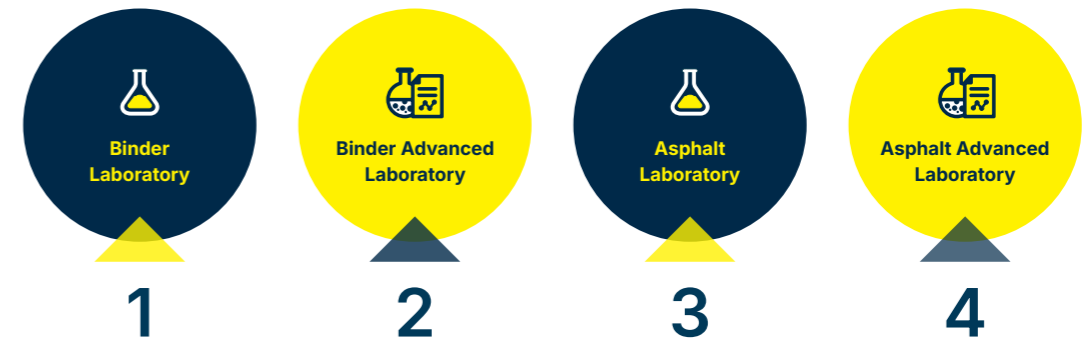 Binder
Laboratory
Binder Advanced
Laboratory
Asphalt
Laboratory
Asphalt Advanced
Laboratory
1
2
3
4